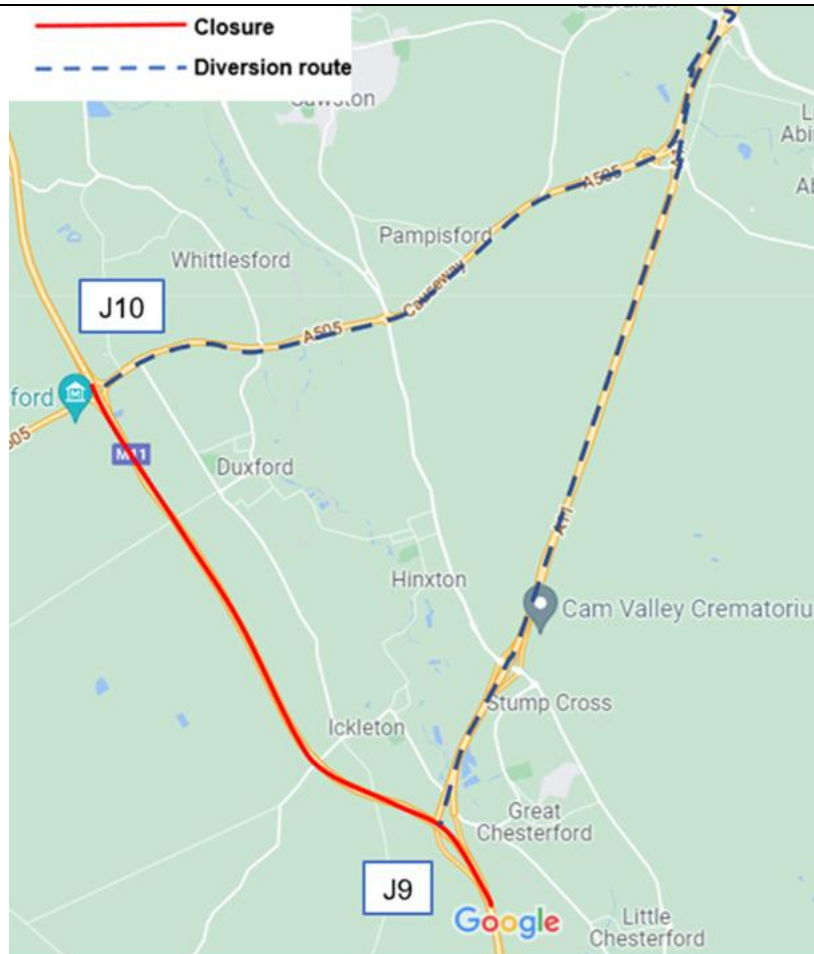 Closure
Diversion route
Sawston
A505
A11
Pampisford
Whittlesford
Causeway
J10
A505
ford
M11
Duxford
A11
Hinxton
Cam Valley Crematoriu
Stump Cross
Ickleton
Great
Chesterford
J9
Google
Little
Chesterford